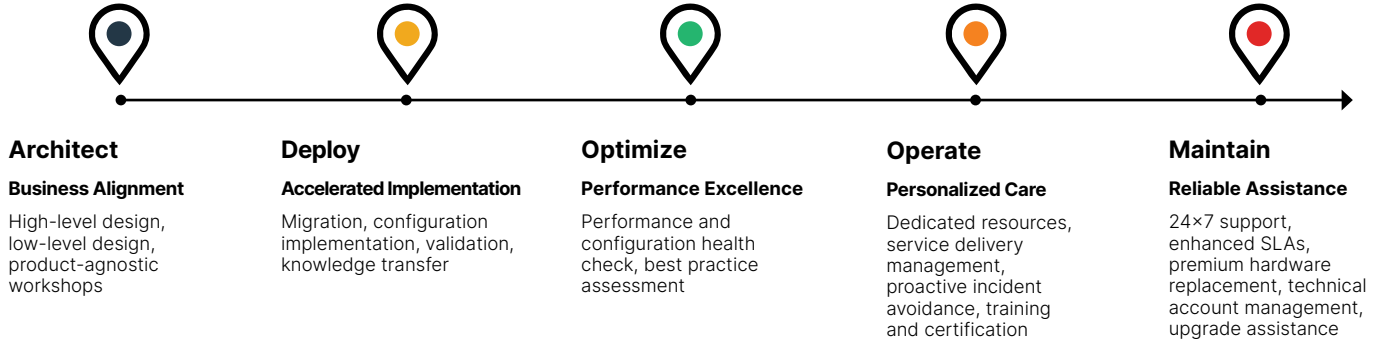 Architect
Business Alignment
High-level design,
low-level design,
product-agnostic
workshops
Deploy
Accelerated Implementation
Migration, configuration
implementation, validation,
knowledge transfer
Optimize
Performance Excellence
Performance and
configuration health
check, best practice
assessment
Operate
Personalized Care
Dedicated resources,
service delivery
management,
proactive incident
avoidance, training
and certification
Maintain
Reliable Assistance
24×7 support,
enhanced SLAs,
premium hardware
replacement, technical
account management,
upgrade assistance